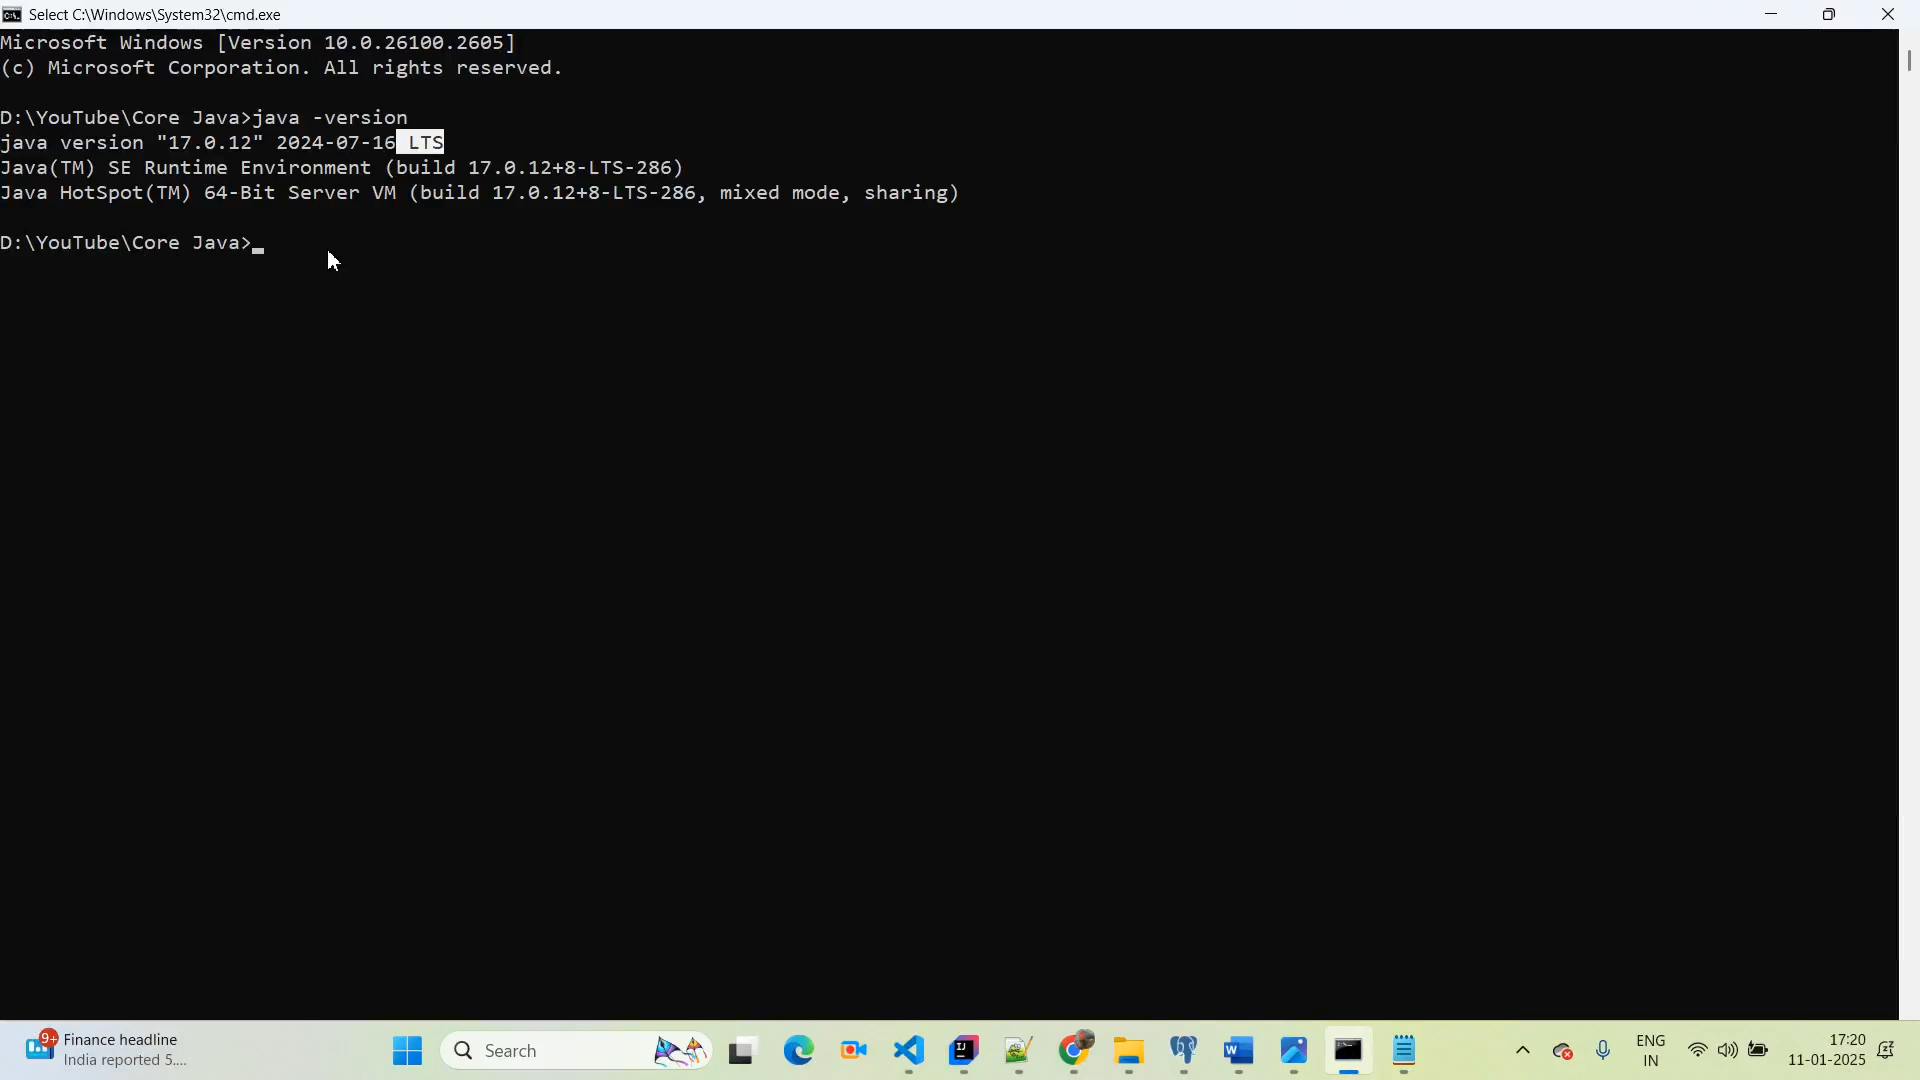 Select C:\Windows\System32\cmd.exe
Microsoft Windows [Version 10.0.26100.2605]
(c) Microsoft Corporation. All rights reserved.
D:\YouTube\Core Java>java -version
java version "17.0.12" 2024-07-16 LTS
Java(TM) SE Runtime Environment (build 17.0.12+8-LTS-286)
Java HotSpot(TM) 64-Bit Server VM (build 17.0.12+8-LTS-286, mixed mode, sharing)
D:\YouTube\Core Java>_
9+
Finance headline
India reported 5....
Search
ENG
IN
17:20
11-01-2025